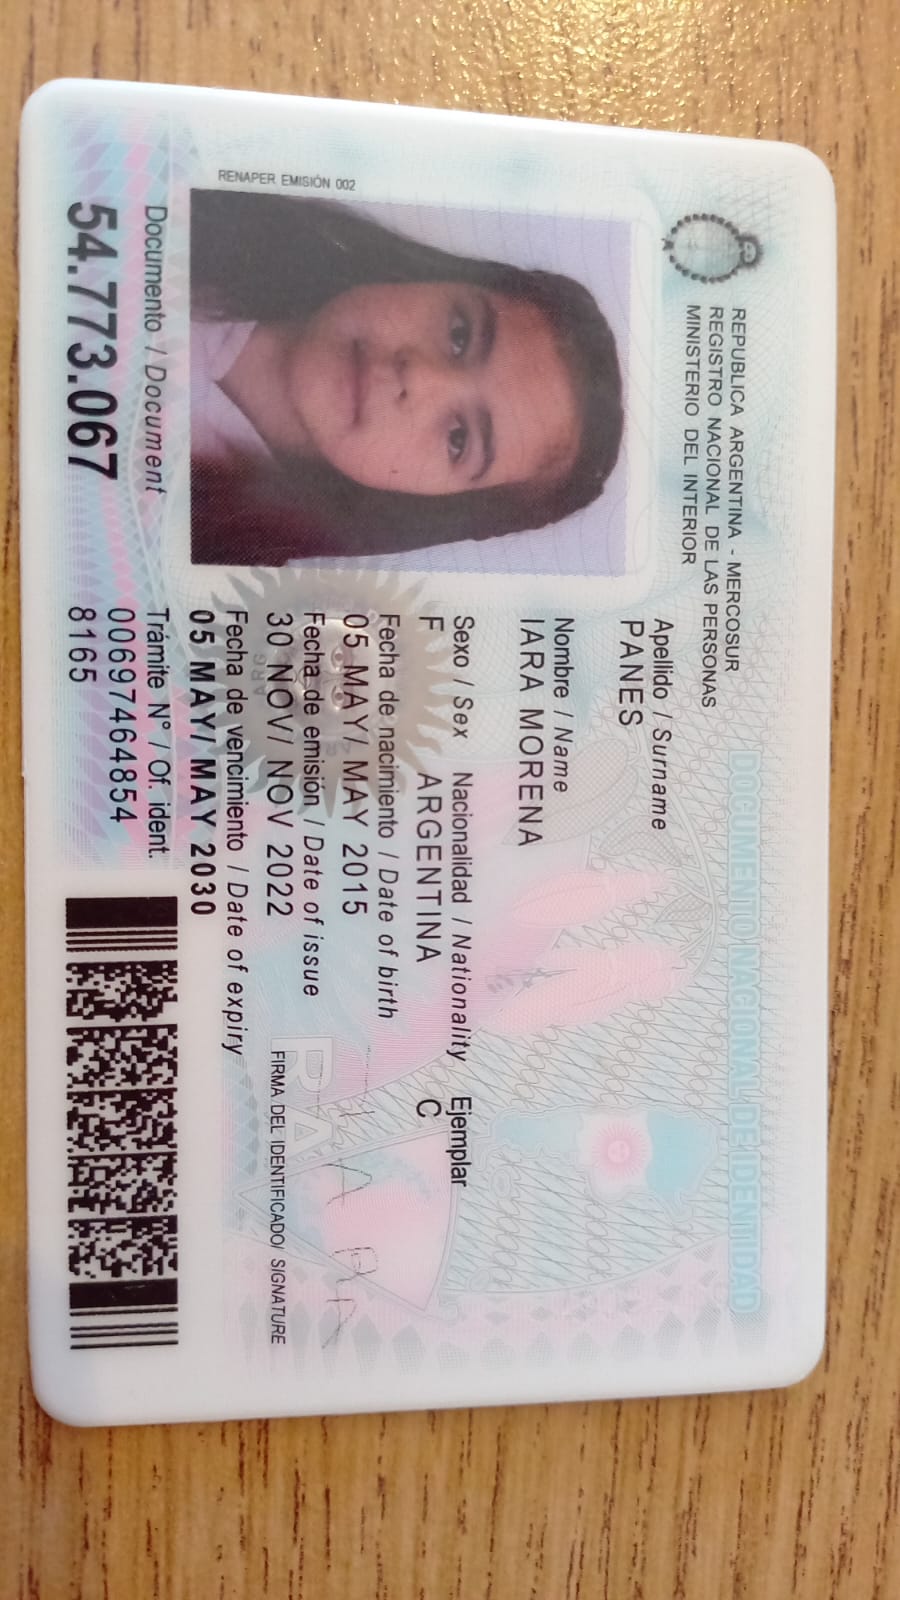 REPUBLICA ARGENTINA - MERCOSUR
REGISTRO NACIONAL DE LAS PERSONAS
MINISTERIO DEL INTERIOR
DOCUMENTO NACIONAL DE IDENTIDAD
Apellido / Surname
PANES
Nombre / Name
IARA MORENA
Sexo / Sex Nacionalidad / Nationality Ejemplar
F ARGENTINA C
Fecha de nacimiento / Date of birth
05 MAY/ MAY 2015
Fecha de emisión / Date of issue
30 NOV/ NOV 2022
Fecha de vencimiento / Date of expiry
05 MAY/ MAY 2030
FIRMA DEL IDENTIFICADO/ SIGNATURE
RENAPER EMISIÓN 002
Documento / Document
54.773.067
Trámite N° / Of. ident.
00697464854
8165